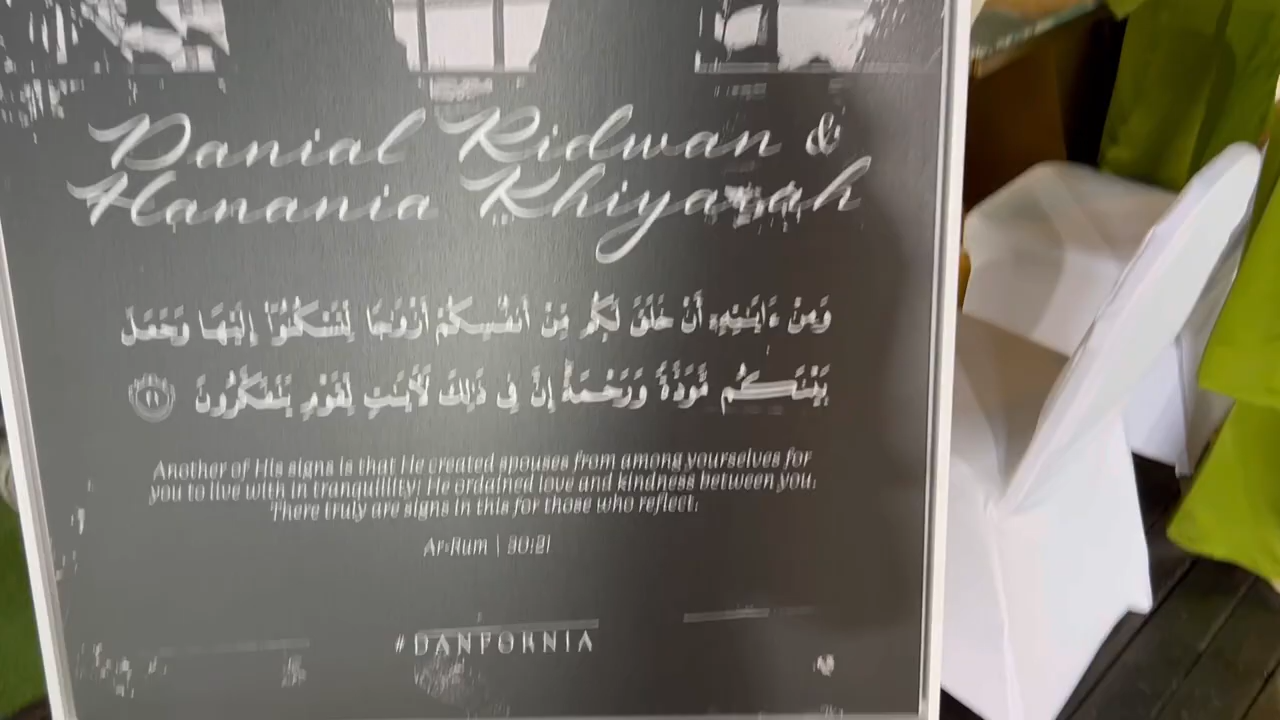 Danial Ridwan &
Hanania Khiyarah
وَمِنْ ءَايَـٰتِهِۦٓ أَنْ خَلَقَ لَكُم مِّنْ أَنفُسِكُمْ أَزْوَٰجًا لِّتَسْكُنُوٓا۟ إِلَيْهَا وَجَعَلَ
بَيْنَكُم مَّوَدَّةً وَرَحْمَةً إِنَّ فِى ذَٰلِكَ لَـَٔايَـٰتٍ لِّقَوْمٍ يَتَفَكَّرُونَ
Another of His signs is that He created spouses from among yourselves for
you to live with in tranquility: He ordained love and kindness between you.
There truly are signs in this for those who reflect.
Ar-Rum | 30:21
#DANFORNIA